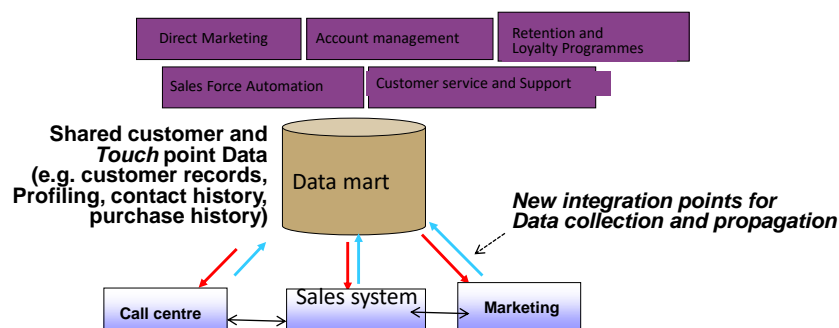 Direct Marketing
Account management
Retention and
Loyalty Programmes
Sales Force Automation
Customer service and Support
Shared customer and
Touch point Data
(e.g. customer records,
Profiling, contact history,
purchase history)
Data mart
New integration points for
Data collection and propagation
Call centre
Sales system
Marketing